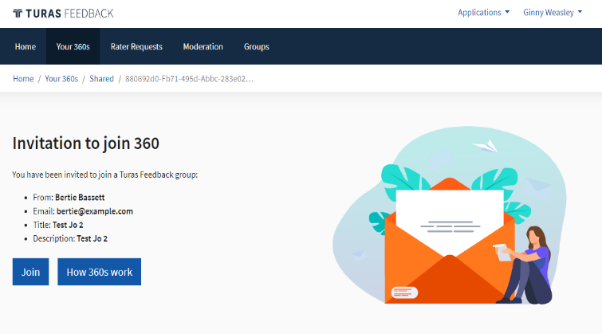 TURAS FEEDBACK
Applications
Ginny Weasley
Home
Your 360s
Rater Requests
Moderation
Groups
Home / Your 360s / Shared / 880692d0-Fb71-495d-Abbc-283e02...
Invitation to join 360
You have been invited to join a Turas Feedback group:
From: Bertie Bassett
Email: bertie@example.com
Title: Test Jo 2
Description: Test Jo 2
Join
How 360s work